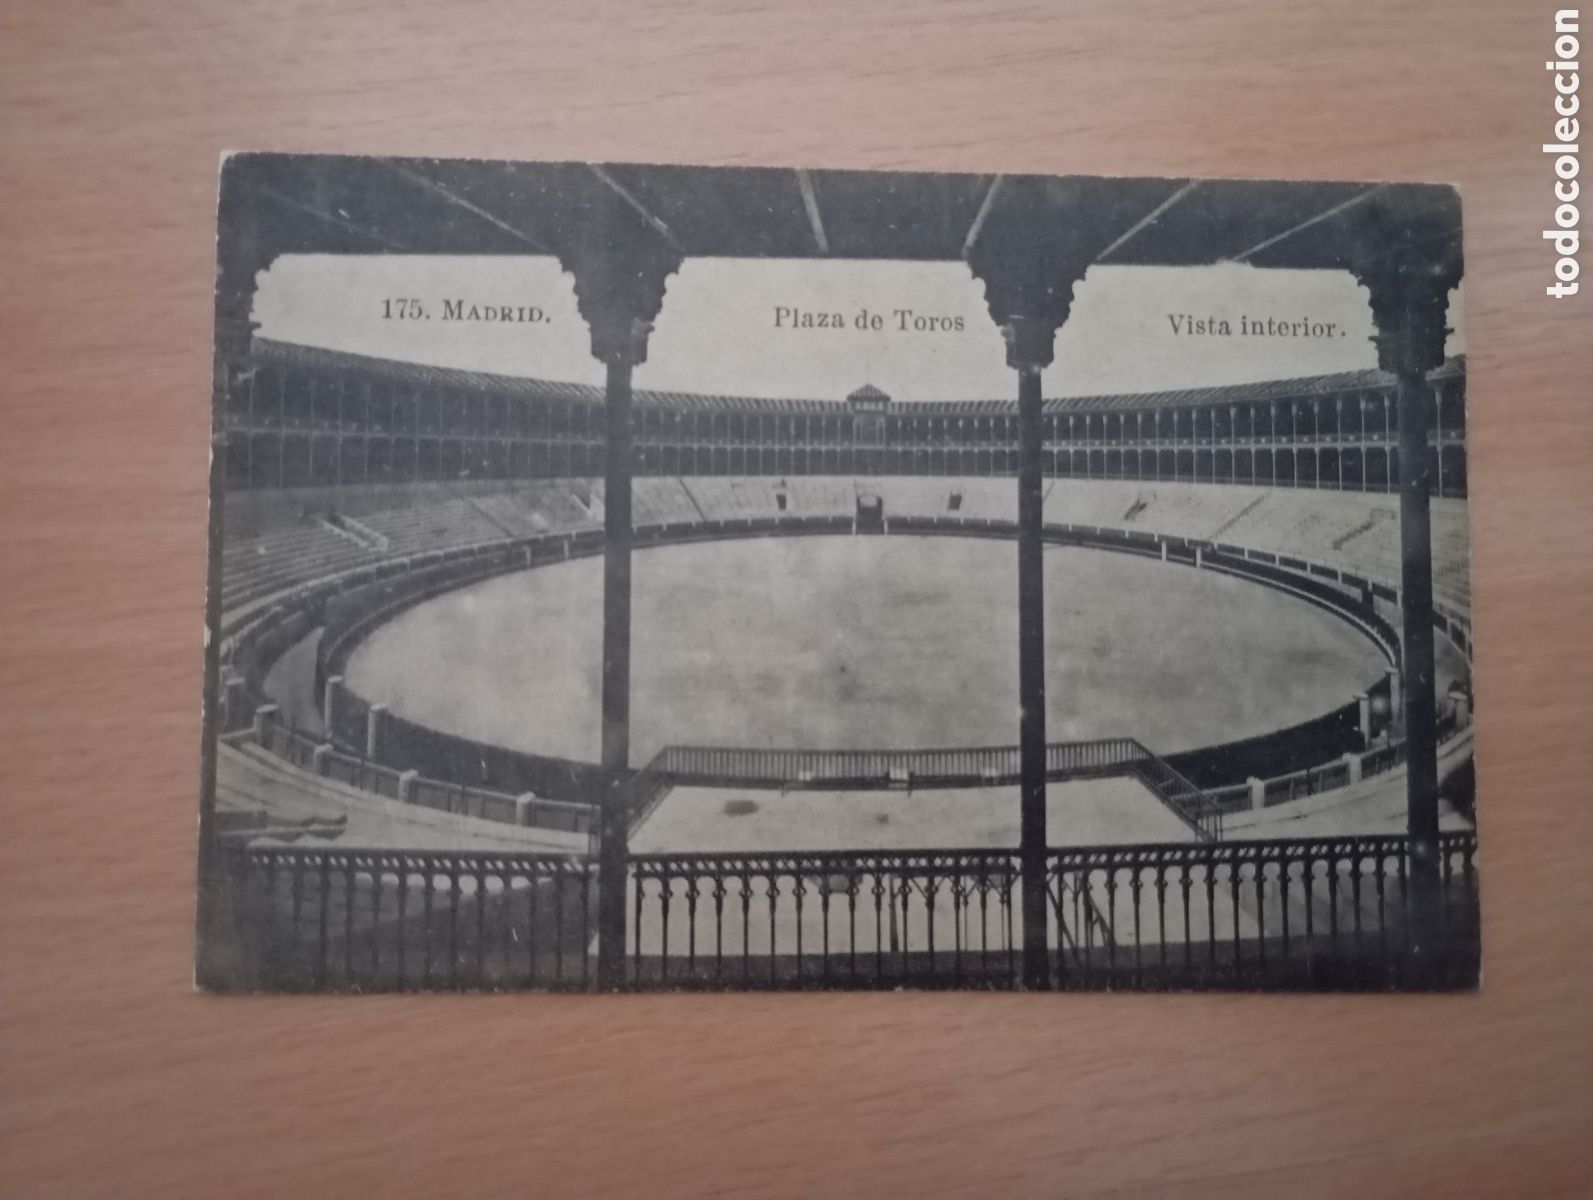 175. MADRID.
Plaza de Toros
Vista interior.
todocoleccion